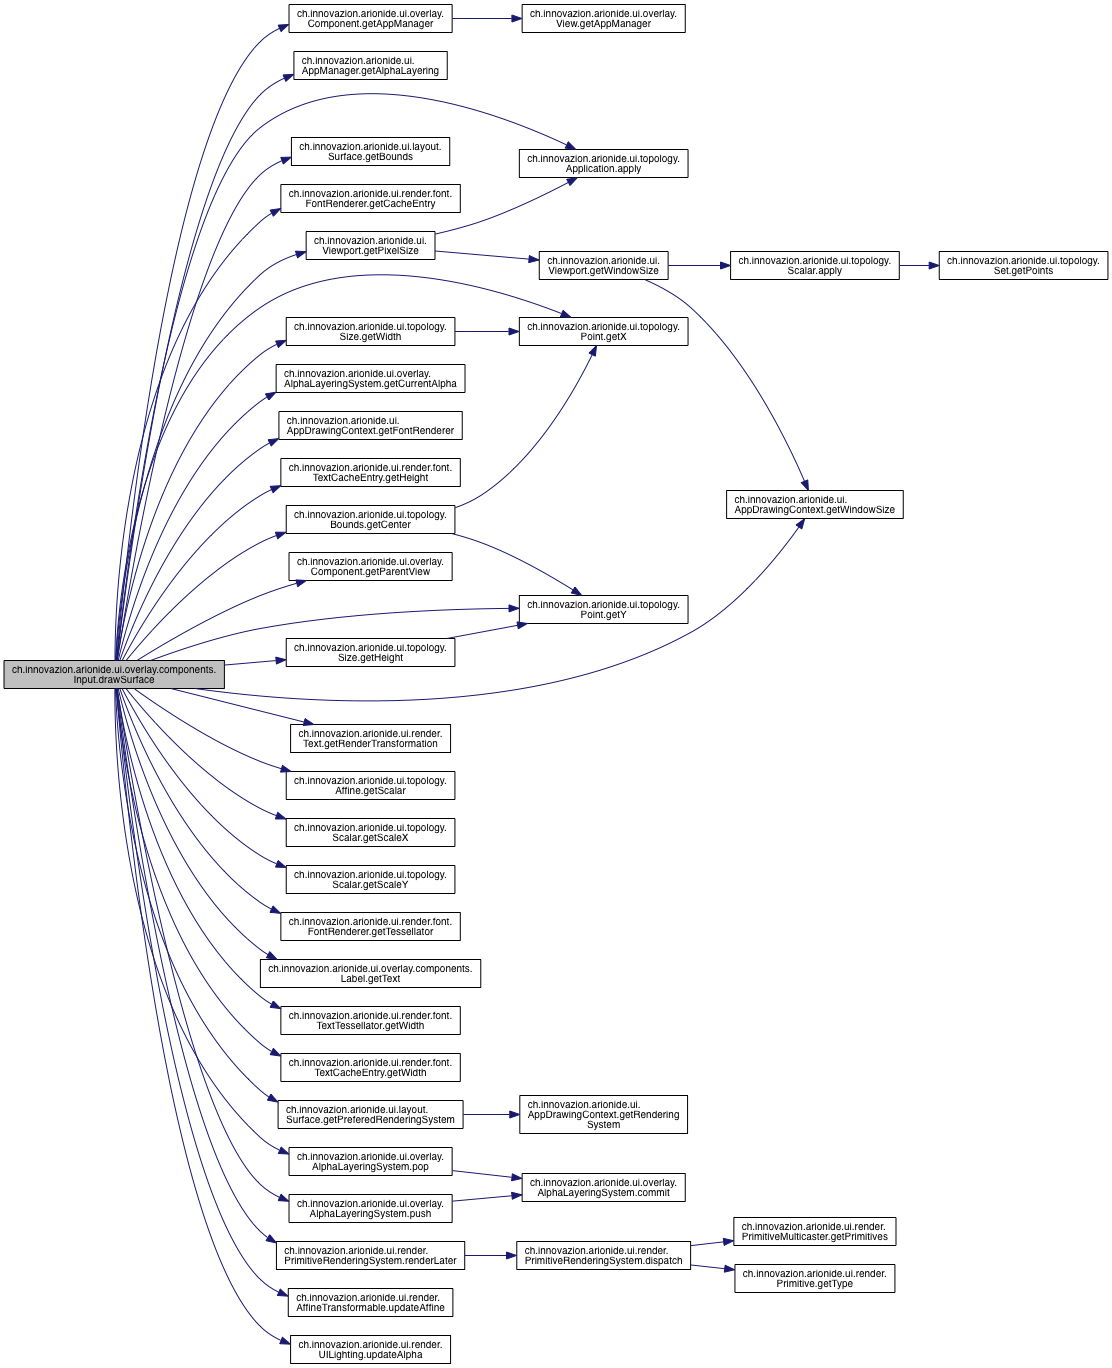 ch.innovazion.arionide.ui.overlay.
Component.getAppManager
ch.innovazion.arionide.ui.overlay.
View.getAppManager
ch.innovazion.arionide.ui.
AppManager.getAlphaLayering
ch.innovazion.arionide.ui.layout.
Surface.getBounds
ch.innovazion.arionide.ui.topology.
Application.apply
ch.innovazion.arionide.ui.render.font.
FontRenderer.getCacheEntry
ch.innovazion.arionide.ui.
Viewport.getPixelSize
ch.innovazion.arionide.ui.
Viewport.getWindowSize
ch.innovazion.arionide.ui.topology.
Scalar.apply
ch.innovazion.arionide.ui.topology.
Set.getPoints
ch.innovazion.arionide.ui.topology.
Size.getWidth
ch.innovazion.arionide.ui.topology.
Point.getX
ch.innovazion.arionide.ui.overlay.
AlphaLayeringSystem.getCurrentAlpha
ch.innovazion.arionide.ui.
AppDrawingContext.getFontRenderer
ch.innovazion.arionide.ui.render.font.
TextCacheEntry.getHeight
ch.innovazion.arionide.ui.
AppDrawingContext.getWindowSize
ch.innovazion.arionide.ui.topology.
Bounds.getCenter
ch.innovazion.arionide.ui.overlay.
Component.getParentView
ch.innovazion.arionide.ui.topology.
Point.getY
ch.innovazion.arionide.ui.topology.
Size.getHeight
ch.innovazion.arionide.ui.overlay.components.
Input.drawSurface
ch.innovazion.arionide.ui.render.
Text.getRenderTransformation
ch.innovazion.arionide.ui.topology.
Affine.getScalar
ch.innovazion.arionide.ui.topology.
Scalar.getScaleX
ch.innovazion.arionide.ui.topology.
Scalar.getScaleY
ch.innovazion.arionide.ui.render.font.
FontRenderer.getTessellator
ch.innovazion.arionide.ui.overlay.components.
Label.getText
ch.innovazion.arionide.ui.render.font.
TextTessellator.getWidth
ch.innovazion.arionide.ui.render.font.
TextCacheEntry.getWidth
ch.innovazion.arionide.ui.layout.
Surface.getPreferedRenderingSystem
ch.innovazion.arionide.ui.
AppDrawingContext.getRendering
System
ch.innovazion.arionide.ui.overlay.
AlphaLayeringSystem.pop
ch.innovazion.arionide.ui.overlay.
AlphaLayeringSystem.commit
ch.innovazion.arionide.ui.overlay.
AlphaLayeringSystem.push
ch.innovazion.arionide.ui.render.
PrimitiveMulticaster.getPrimitives
ch.innovazion.arionide.ui.render.
PrimitiveRenderingSystem.renderLater
ch.innovazion.arionide.ui.render.
PrimitiveRenderingSystem.dispatch
ch.innovazion.arionide.ui.render.
Primitive.getType
ch.innovazion.arionide.ui.render.
AffineTransformable.updateAffine
ch.innovazion.arionide.ui.render.
UILighting.updateAlpha